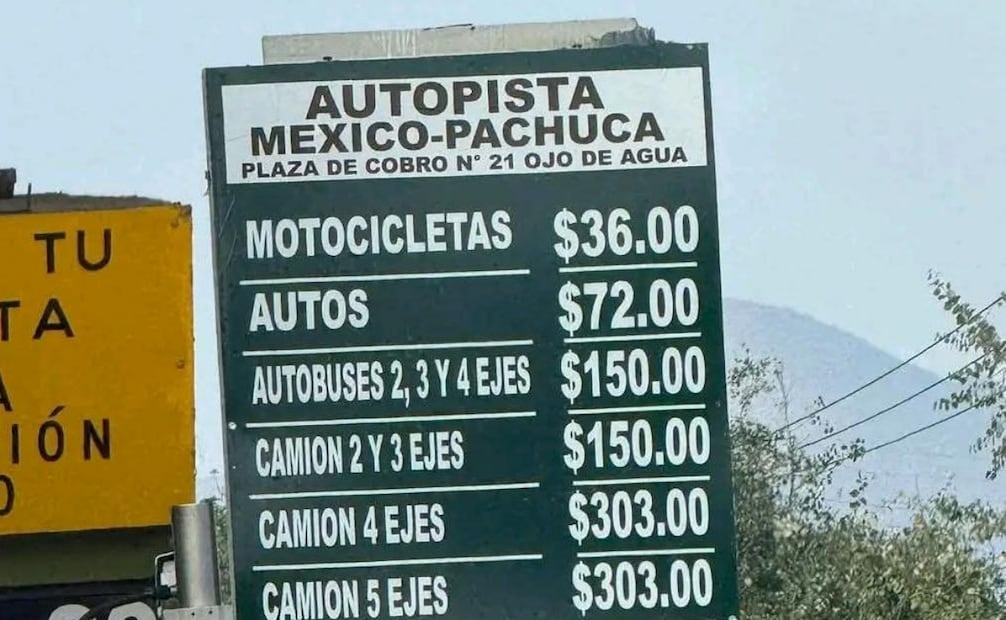 AUTOPISTA
MEXICO-PACHUCA
PLAZA DE COBRO N° 21 OJO DE AGUA
MOTOCICLETAS $36.00
AUTOS $72.00
AUTOBUSES 2, 3 Y 4 EJES $150.00
CAMION 2 Y 3 EJES $150.00
CAMION 4 EJES $303.00
CAMION 5 EJES $303.00
TU
TA
A
IÓN
O